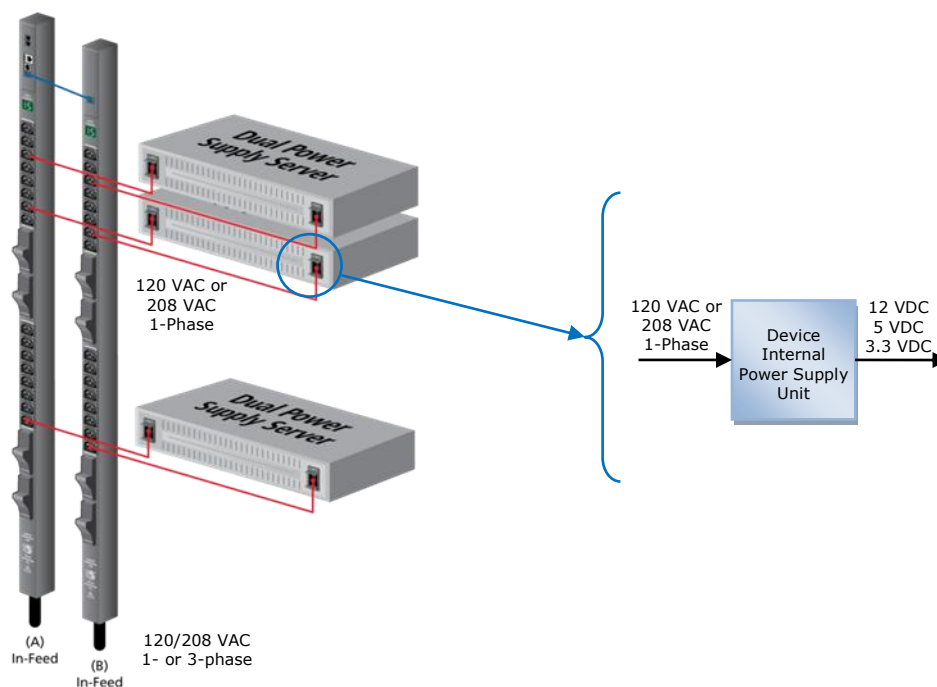 Dual Power
Supply Server
120 VAC or
208 VAC
1-Phase
120 VAC or
208 VAC
1-Phase
Device
Internal
Power Supply
Unit
12 VDC
5 VDC
3.3 VDC
Dual Power
Supply Server
(A)
In-Feed
(B)
In-Feed
120/208 VAC
1- or 3-phase